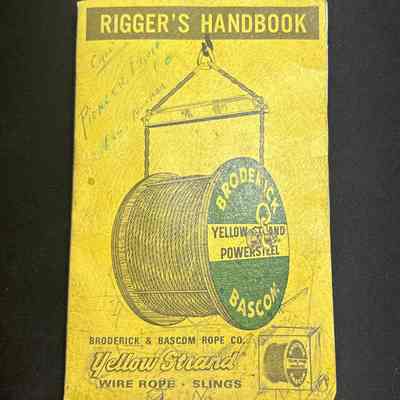 RIGGER'S HANDBOOK
BRODERICK
YELLOW STRAND
POWERSTEEL
BASCOM
BRODERICK & BASCOM ROPE CO.
Yellow Strand
WIRE ROPE • SLINGS